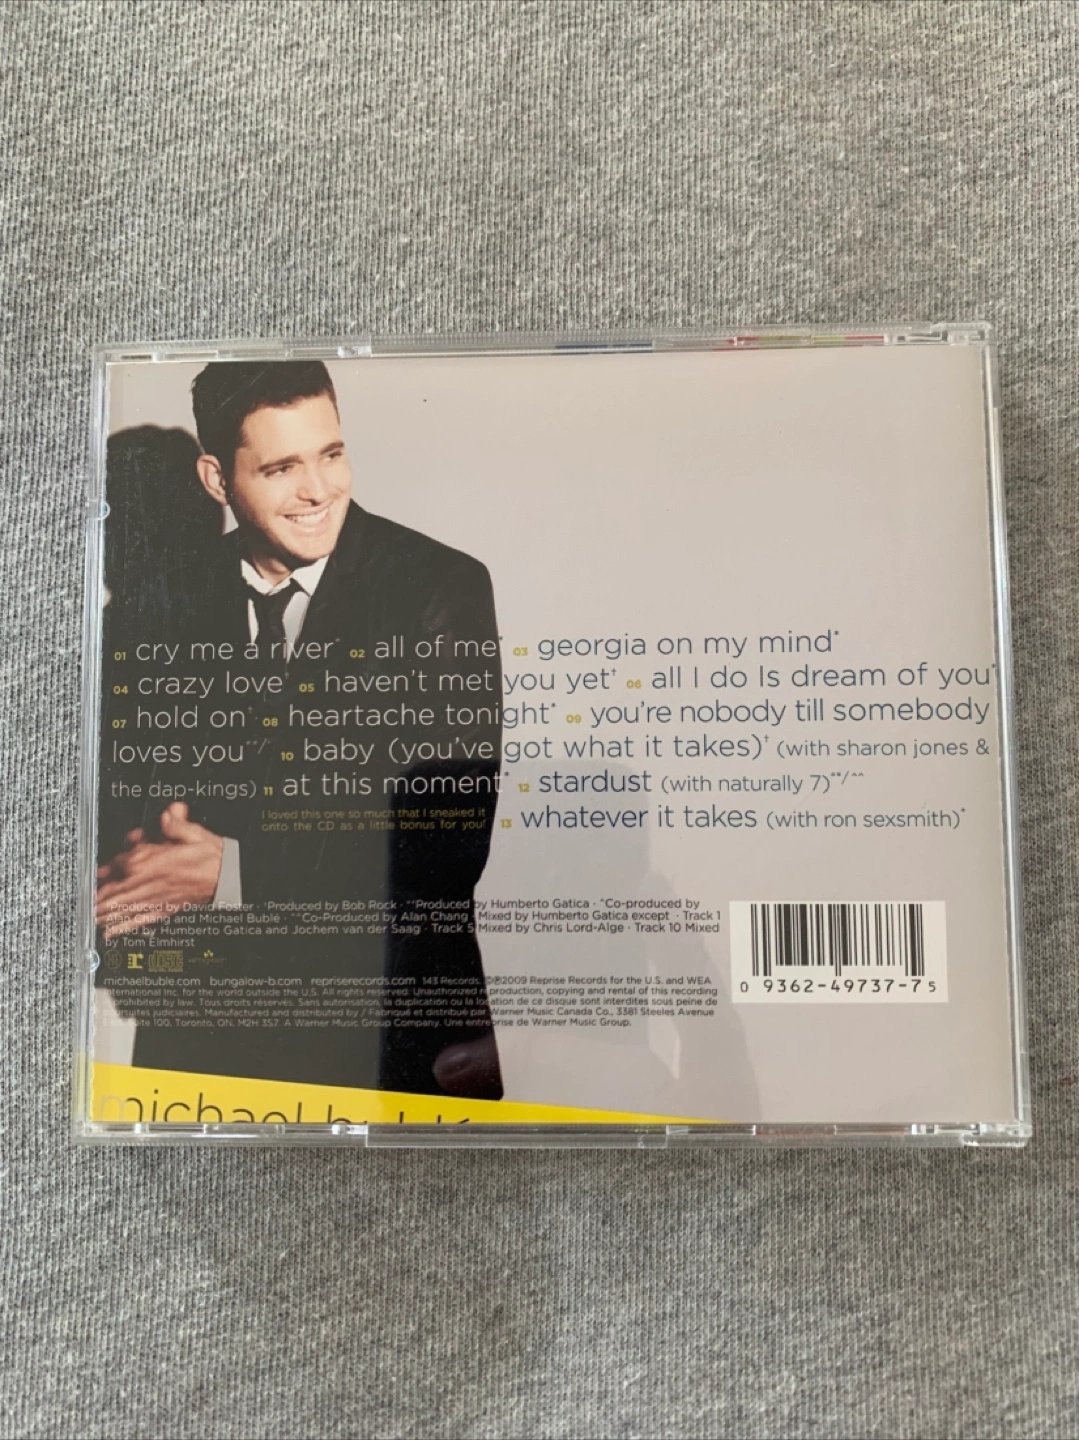 01 cry me a river* 02 all of me* 03 georgia on my mind*
04 crazy love* 05 haven't met you yet† 06 all I do Is dream of you*
07 hold on† 08 heartache tonight* 09 you're nobody till somebody
loves you**/^ 10 baby (you've got what it takes)† (with sharon jones &
the dap-kings) 11 at this moment* 12 stardust (with naturally 7)**/^^
I loved this one so much that I sneaked it
onto the CD as a little bonus for you! 13 whatever it takes (with ron sexsmith)*
*Produced by David Foster · †Produced by Bob Rock · **Produced by Humberto Gatica · ^Co-produced by
Alan Chang and Michael Bublé · ^^Co-Produced by Alan Chang · Mixed by Humberto Gatica except · Track 1
Mixed by Humberto Gatica and Jochem van der Saag · Track 5 Mixed by Chris Lord-Alge · Track 10 Mixed
by Tom Elmhirst
michaelbuble.com bungalow-b.com repriserecords.com 143 Records. ©℗2009 Reprise Records for the U.S. and WEA
International Inc. for the world outside the U.S. All rights reserved. Unauthorized reproduction, copying and rental of this recording
prohibited by law. Tous droits réservés. Sans autorisation, la duplication ou la location de ce disque sont interdites sous peine de
poursuites judiciaires. Manufactured and distributed by / Fabriqué et distribué par Warner Music Canada Co., 3381 Steeles Avenue
Suite 100, Toronto, ON, M2H 3S7. A Warner Music Group Company. Une entreprise de Warner Music Group.
0 9362-49737-7 5
michael